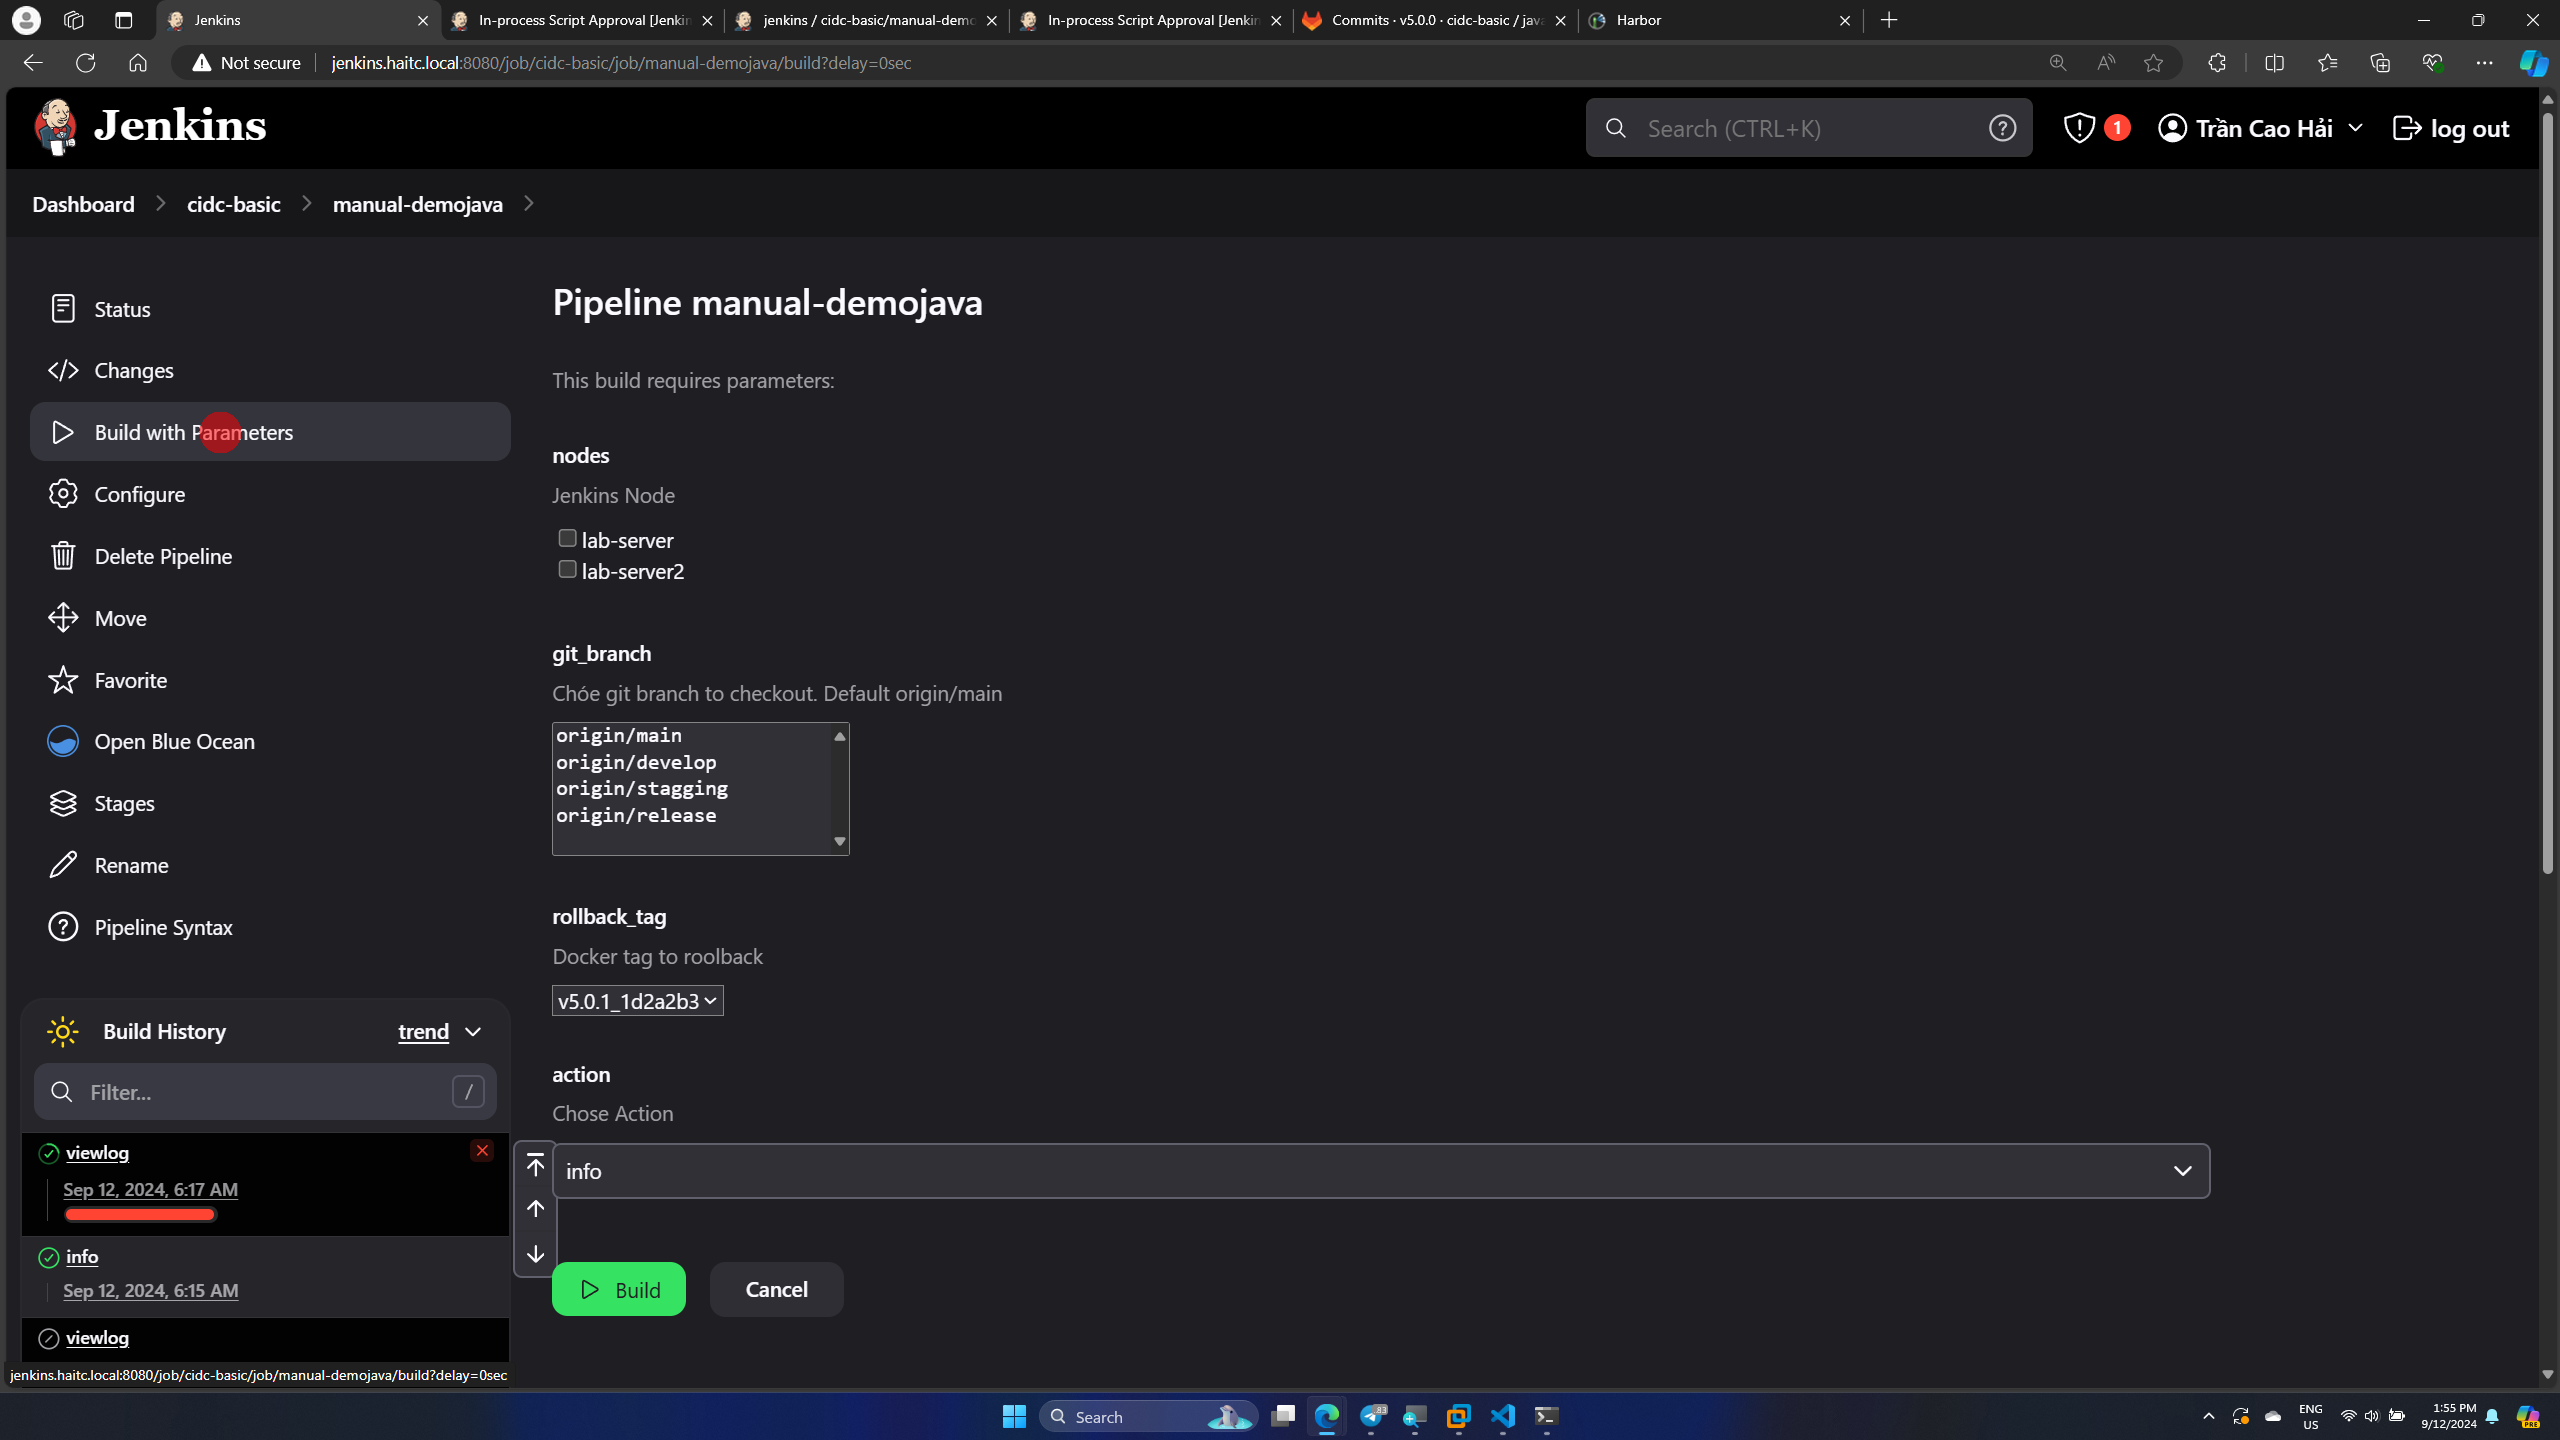 Jenkins
In-process Script Approval [Jenkin
jenkins / cidc-basic/manual-demo
In-process Script Approval [Jenkin
Commits · v5.0.0 · cidc-basic / java
Harbor
Not secure
jenkins.haitc.local:8080/job/cidc-basic/job/manual-demojava/build?delay=0sec
Jenkins
Search (CTRL+K)
1
Trần Cao Hải
log out
Dashboard
cidc-basic
manual-demojava
Status
Changes
Build with Parameters
Configure
Delete Pipeline
Move
Favorite
Open Blue Ocean
Stages
Rename
Pipeline Syntax
Build History
trend
Filter...
/
viewlog
Sep 12, 2024, 6:17 AM
info
Sep 12, 2024, 6:15 AM
viewlog
jenkins.haitc.local:8080/job/cidc-basic/job/manual-demojava/build?delay=0sec
Pipeline manual-demojava
This build requires parameters:
nodes
Jenkins Node
lab-server
lab-server2
git_branch
Chóe git branch to checkout. Default origin/main
origin/main
origin/develop
origin/stagging
origin/release
rollback_tag
Docker tag to roolback
v5.0.1_1d2a2b3
action
Chose Action
info
Build
Cancel
Search
83
ENG
US
1:55 PM
9/12/2024
PRE